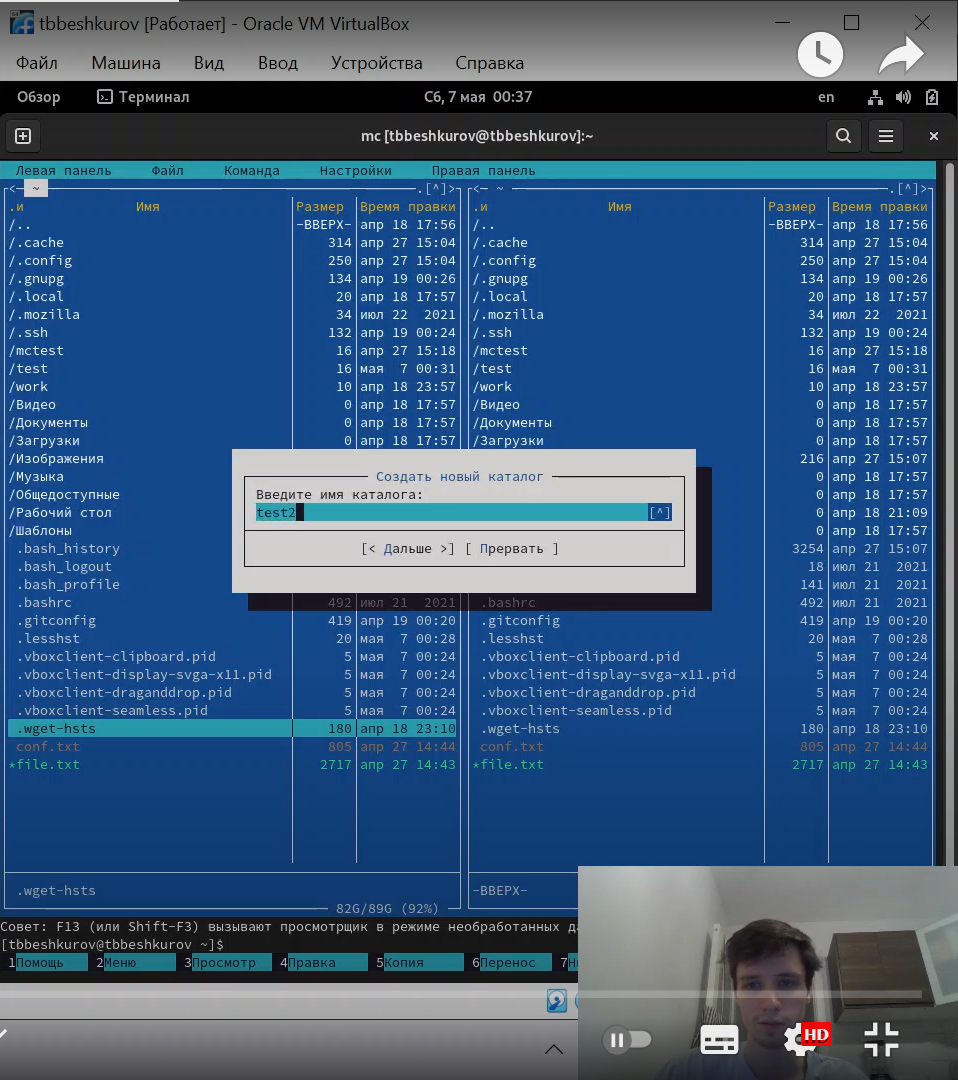 tbbeshkurov [Работает] - Oracle VM VirtualBox
Файл Машина Вид Ввод Устройства Справка
Обзор Терминал Сб, 7 мая 00:37 en
mc [tbbeshkurov@tbbeshkurov]:~
Левая панель Файл Команда Настройки Правая панель
<─ ~ .[^]> <─ ~ .[^]>
.и Имя Размер Время правки .и Имя Размер Время правки
/.. -ВВЕРХ- апр 18 17:56 /.. -ВВЕРХ- апр 18 17:56
/.cache 314 апр 27 15:04 /.cache 314 апр 27 15:04
/.config 250 апр 27 15:04 /.config 250 апр 27 15:04
/.gnupg 134 апр 19 00:26 /.gnupg 134 апр 19 00:26
/.local 20 апр 18 17:57 /.local 20 апр 18 17:57
/.mozilla 34 июл 22 2021 /.mozilla 34 июл 22 2021
/.ssh 132 апр 19 00:24 /.ssh 132 апр 19 00:24
/mctest 16 апр 27 15:18 /mctest 16 апр 27 15:18
/test 16 мая 7 00:31 /test 16 мая 7 00:31
/work 10 апр 18 23:57 /work 10 апр 18 23:57
/Видео 0 апр 18 17:57 /Видео 0 апр 18 17:57
/Документы 0 апр 18 17:57 /Документы 0 апр 18 17:57
/Загрузки 0 апр 18 17:57 /Загрузки 0 апр 18 17:57
/Изображения 216 апр 27 15:07
/Музыка Создать новый каталог 0 апр 18 17:57
/Общедоступные Введите имя каталога: 0 апр 18 17:57
/Рабочий стол test2 [^] 0 апр 18 21:09
/Шаблоны 0 апр 18 17:57
.bash_history [< Дальше >] [ Прервать ] 3254 апр 27 15:07
.bash_logout 18 июл 21 2021
.bash_profile 141 июл 21 2021
.bashrc 492 июл 21 2021 .bashrc 492 июл 21 2021
.gitconfig 419 апр 19 00:20 .gitconfig 419 апр 19 00:20
.lesshst 20 мая 7 00:28 .lesshst 20 мая 7 00:28
.vboxclient-clipboard.pid 5 мая 7 00:24 .vboxclient-clipboard.pid 5 мая 7 00:24
.vboxclient-display-svga-x11.pid 5 мая 7 00:24 .vboxclient-display-svga-x11.pid 5 мая 7 00:24
.vboxclient-draganddrop.pid 5 мая 7 00:24 .vboxclient-draganddrop.pid 5 мая 7 00:24
.vboxclient-seamless.pid 5 мая 7 00:24 .vboxclient-seamless.pid 5 мая 7 00:24
.wget-hsts 180 апр 18 23:10 .wget-hsts 180 апр 18 23:10
conf.txt 805 апр 27 14:44 conf.txt 805 апр 27 14:44
*file.txt 2717 апр 27 14:43 *file.txt 2717 апр 27 14:43
.wget-hsts -ВВЕРХ-
82G/89G (92%)
Совет: F13 (или Shift-F3) вызывают просмотрщик в режиме необработанных
[tbbeshkurov@tbbeshkurov ~]$
1Помощь 2Меню 3Просмотр 4Правка 5Копия 6Перенос 7
HD